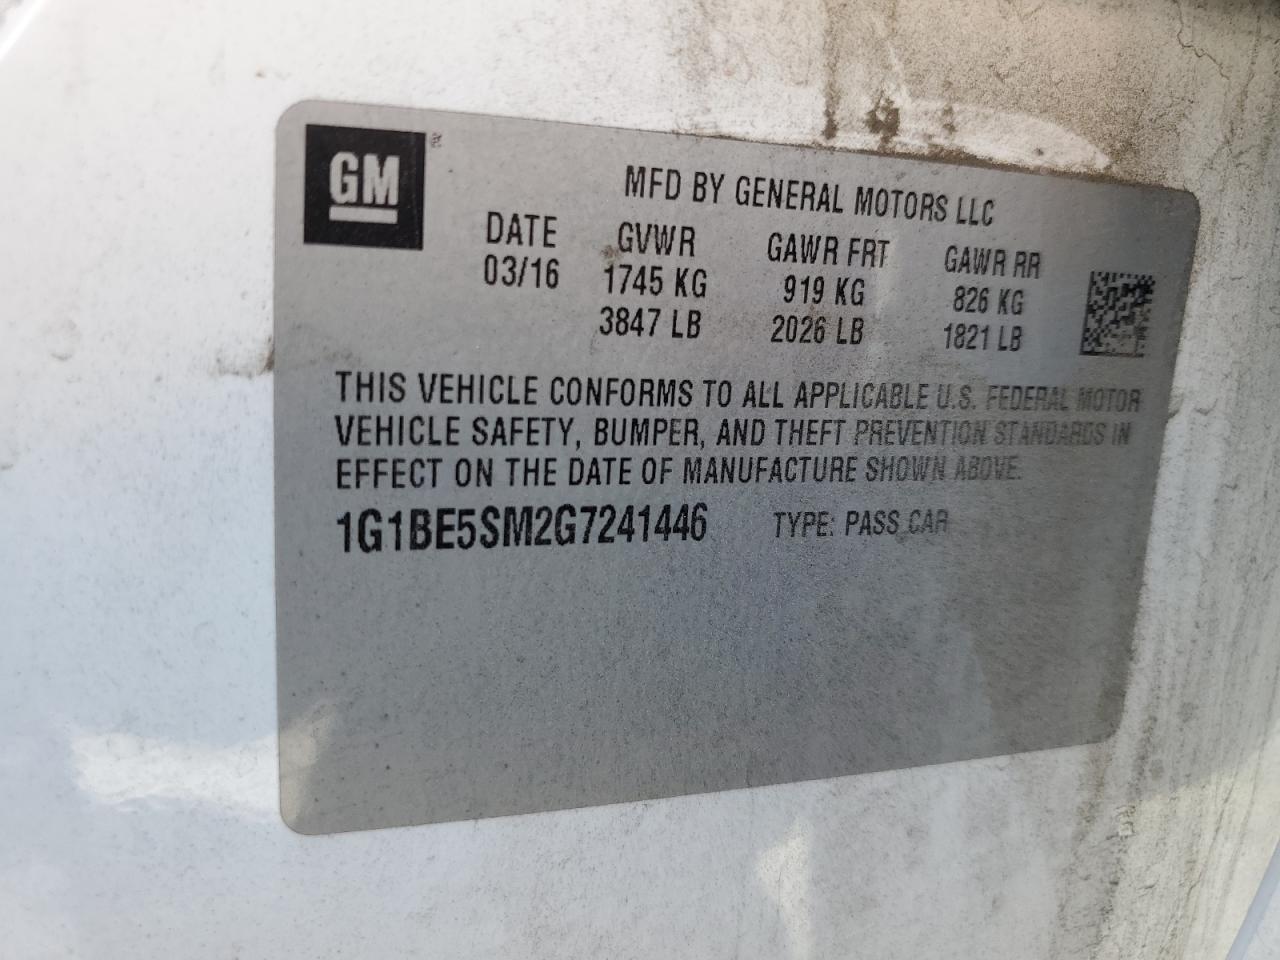 GM
MFD BY GENERAL MOTORS LLC
DATE GVWR GAWR FRT GAWR RR
03/16 1745 KG 919 KG 826 KG
3847 LB 2026 LB 1821 LB
THIS VEHICLE CONFORMS TO ALL APPLICABLE U.S. FEDERAL MOTOR
VEHICLE SAFETY, BUMPER, AND THEFT PREVENTION STANDARDS IN
EFFECT ON THE DATE OF MANUFACTURE SHOWN ABOVE.
1G1BE5SM2G7241446 TYPE: PASS CAR